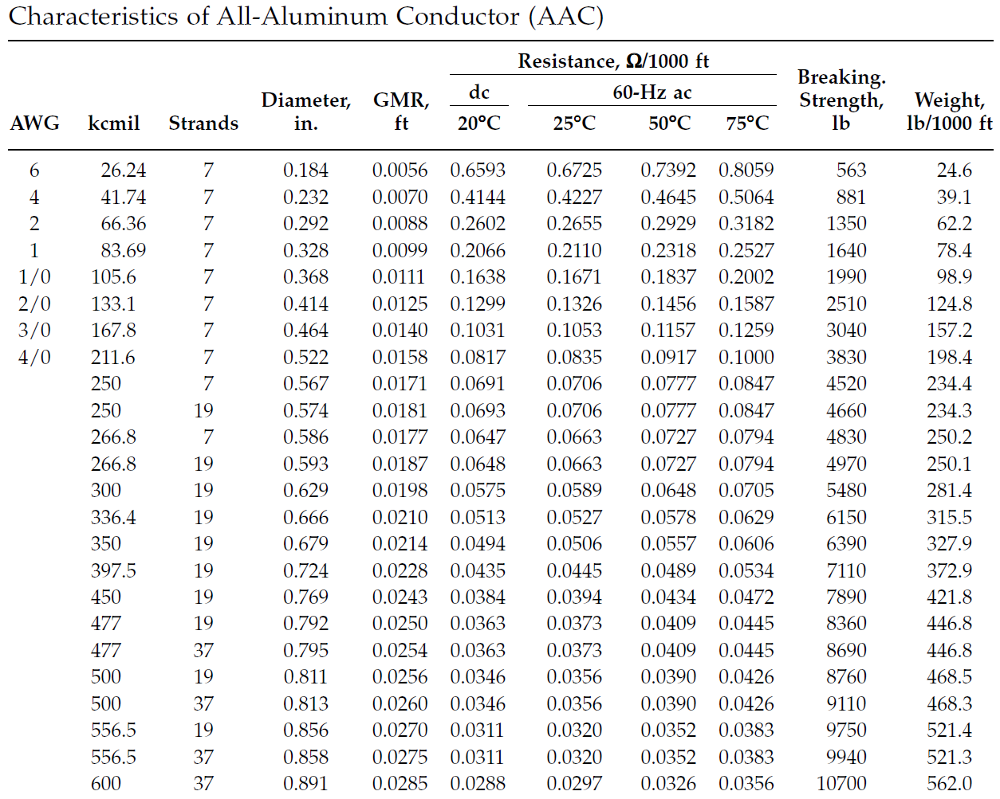 Characteristics of All-Aluminum Conductor (AAC)
Resistance, Ω/1000 ft
Breaking.
dc 60-Hz ac
Diameter, GMR, Strength, Weight,
AWG kcmil Strands in. ft 20°C 25°C 50°C 75°C lb lb/1000 ft
6 26.24 7 0.184 0.0056 0.6593 0.6725 0.7392 0.8059 563 24.6
4 41.74 7 0.232 0.0070 0.4144 0.4227 0.4645 0.5064 881 39.1
2 66.36 7 0.292 0.0088 0.2602 0.2655 0.2929 0.3182 1350 62.2
1 83.69 7 0.328 0.0099 0.2066 0.2110 0.2318 0.2527 1640 78.4
1/0 105.6 7 0.368 0.0111 0.1638 0.1671 0.1837 0.2002 1990 98.9
2/0 133.1 7 0.414 0.0125 0.1299 0.1326 0.1456 0.1587 2510 124.8
3/0 167.8 7 0.464 0.0140 0.1031 0.1053 0.1157 0.1259 3040 157.2
4/0 211.6 7 0.522 0.0158 0.0817 0.0835 0.0917 0.1000 3830 198.4
250 7 0.567 0.0171 0.0691 0.0706 0.0777 0.0847 4520 234.4
250 19 0.574 0.0181 0.0693 0.0706 0.0777 0.0847 4660 234.3
266.8 7 0.586 0.0177 0.0647 0.0663 0.0727 0.0794 4830 250.2
266.8 19 0.593 0.0187 0.0648 0.0663 0.0727 0.0794 4970 250.1
300 19 0.629 0.0198 0.0575 0.0589 0.0648 0.0705 5480 281.4
336.4 19 0.666 0.0210 0.0513 0.0527 0.0578 0.0629 6150 315.5
350 19 0.679 0.0214 0.0494 0.0506 0.0557 0.0606 6390 327.9
397.5 19 0.724 0.0228 0.0435 0.0445 0.0489 0.0534 7110 372.9
450 19 0.769 0.0243 0.0384 0.0394 0.0434 0.0472 7890 421.8
477 19 0.792 0.0250 0.0363 0.0373 0.0409 0.0445 8360 446.8
477 37 0.795 0.0254 0.0363 0.0373 0.0409 0.0445 8690 446.8
500 19 0.811 0.0256 0.0346 0.0356 0.0390 0.0426 8760 468.5
500 37 0.813 0.0260 0.0346 0.0356 0.0390 0.0426 9110 468.3
556.5 19 0.856 0.0270 0.0311 0.0320 0.0352 0.0383 9750 521.4
556.5 37 0.858 0.0275 0.0311 0.0320 0.0352 0.0383 9940 521.3
600 37 0.891 0.0285 0.0288 0.0297 0.0326 0.0356 10700 562.0